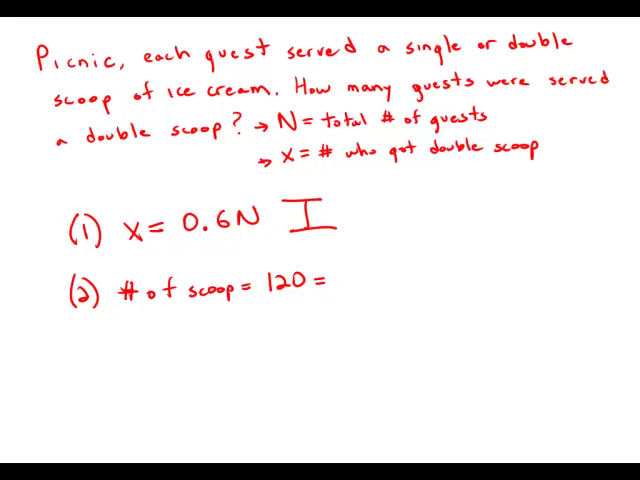 Picnic, each guest served a single or double
scoop of ice cream. How many guests were served
a double scoop? → N = total # of guests
→ X = # who got double scoop
(1) X = 0.6N I
(2) # of scoop = 120 =